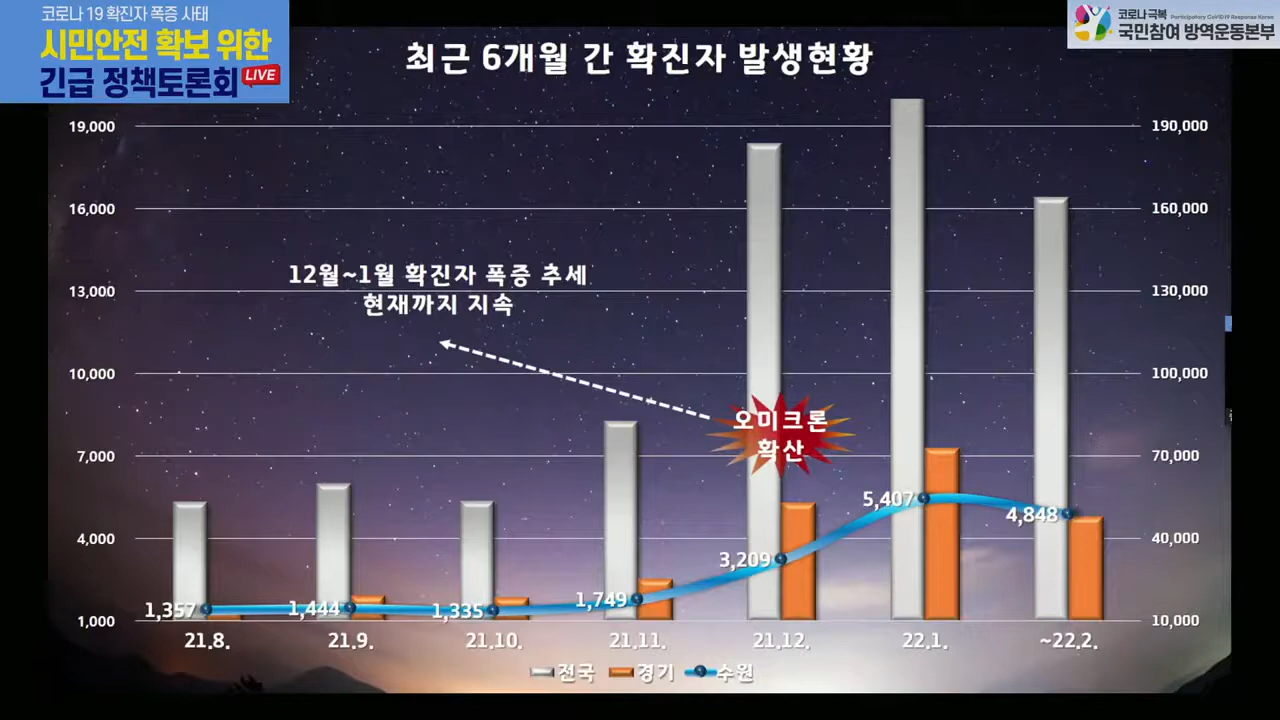 코로나 19 확진자 폭증 사태
시민안전 확보 위한
긴급 정책토론회 LIVE
코로나 극복 Participatory CoVID19 Response Korea
국민참여 방역운동본부
최근 6개월 간 확진자 발생현황
19,000
16,000
13,000
10,000
7,000
4,000
1,000
190,000
160,000
130,000
100,000
70,000
40,000
10,000
12월~1월 확진자 폭증 추세
현재까지 지속
오미크론
확산
1,357
1,444
1,335
1,749
3,209
5,407
4,848
21.8. 21.9. 21.10. 21.11. 21.12. 22.1. ~22.2.
전국 경기 수원